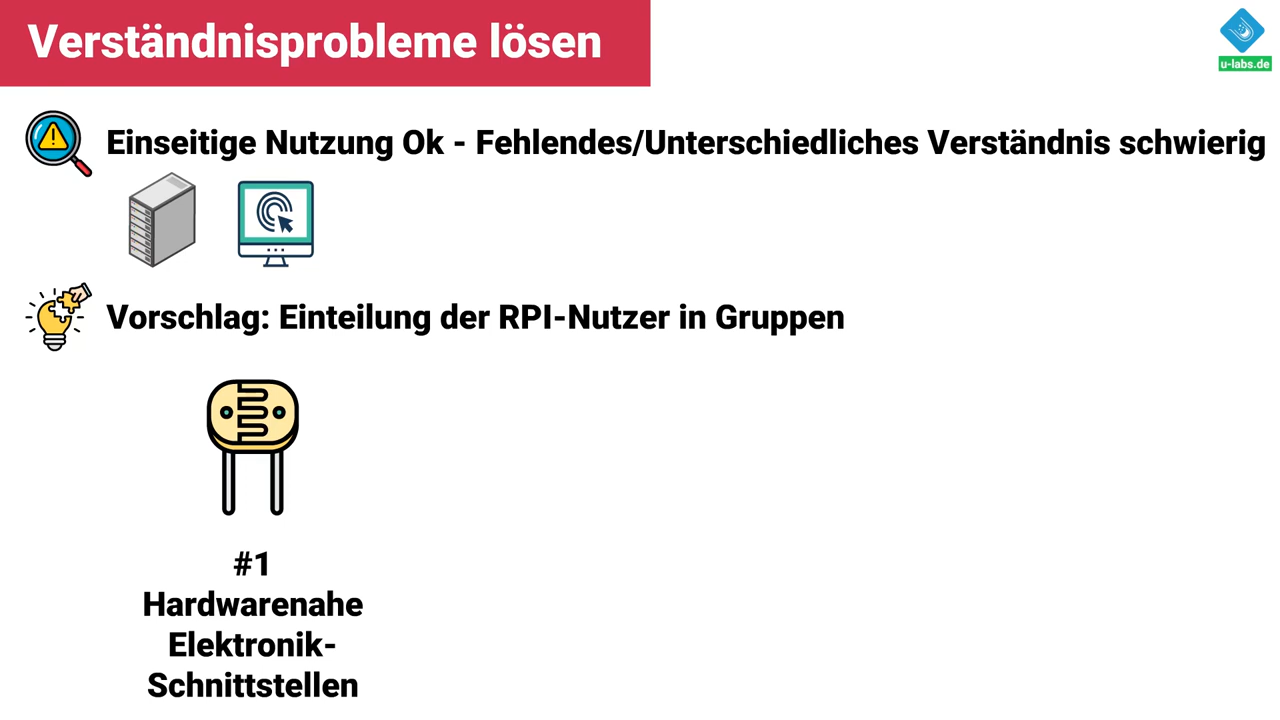 Verständnisprobleme lösen
u-labs.de
Einseitige Nutzung Ok - Fehlendes/Unterschiedliches Verständnis schwierig
Vorschlag: Einteilung der RPI-Nutzer in Gruppen
#1
Hardwarenahe
Elektronik-
Schnittstellen